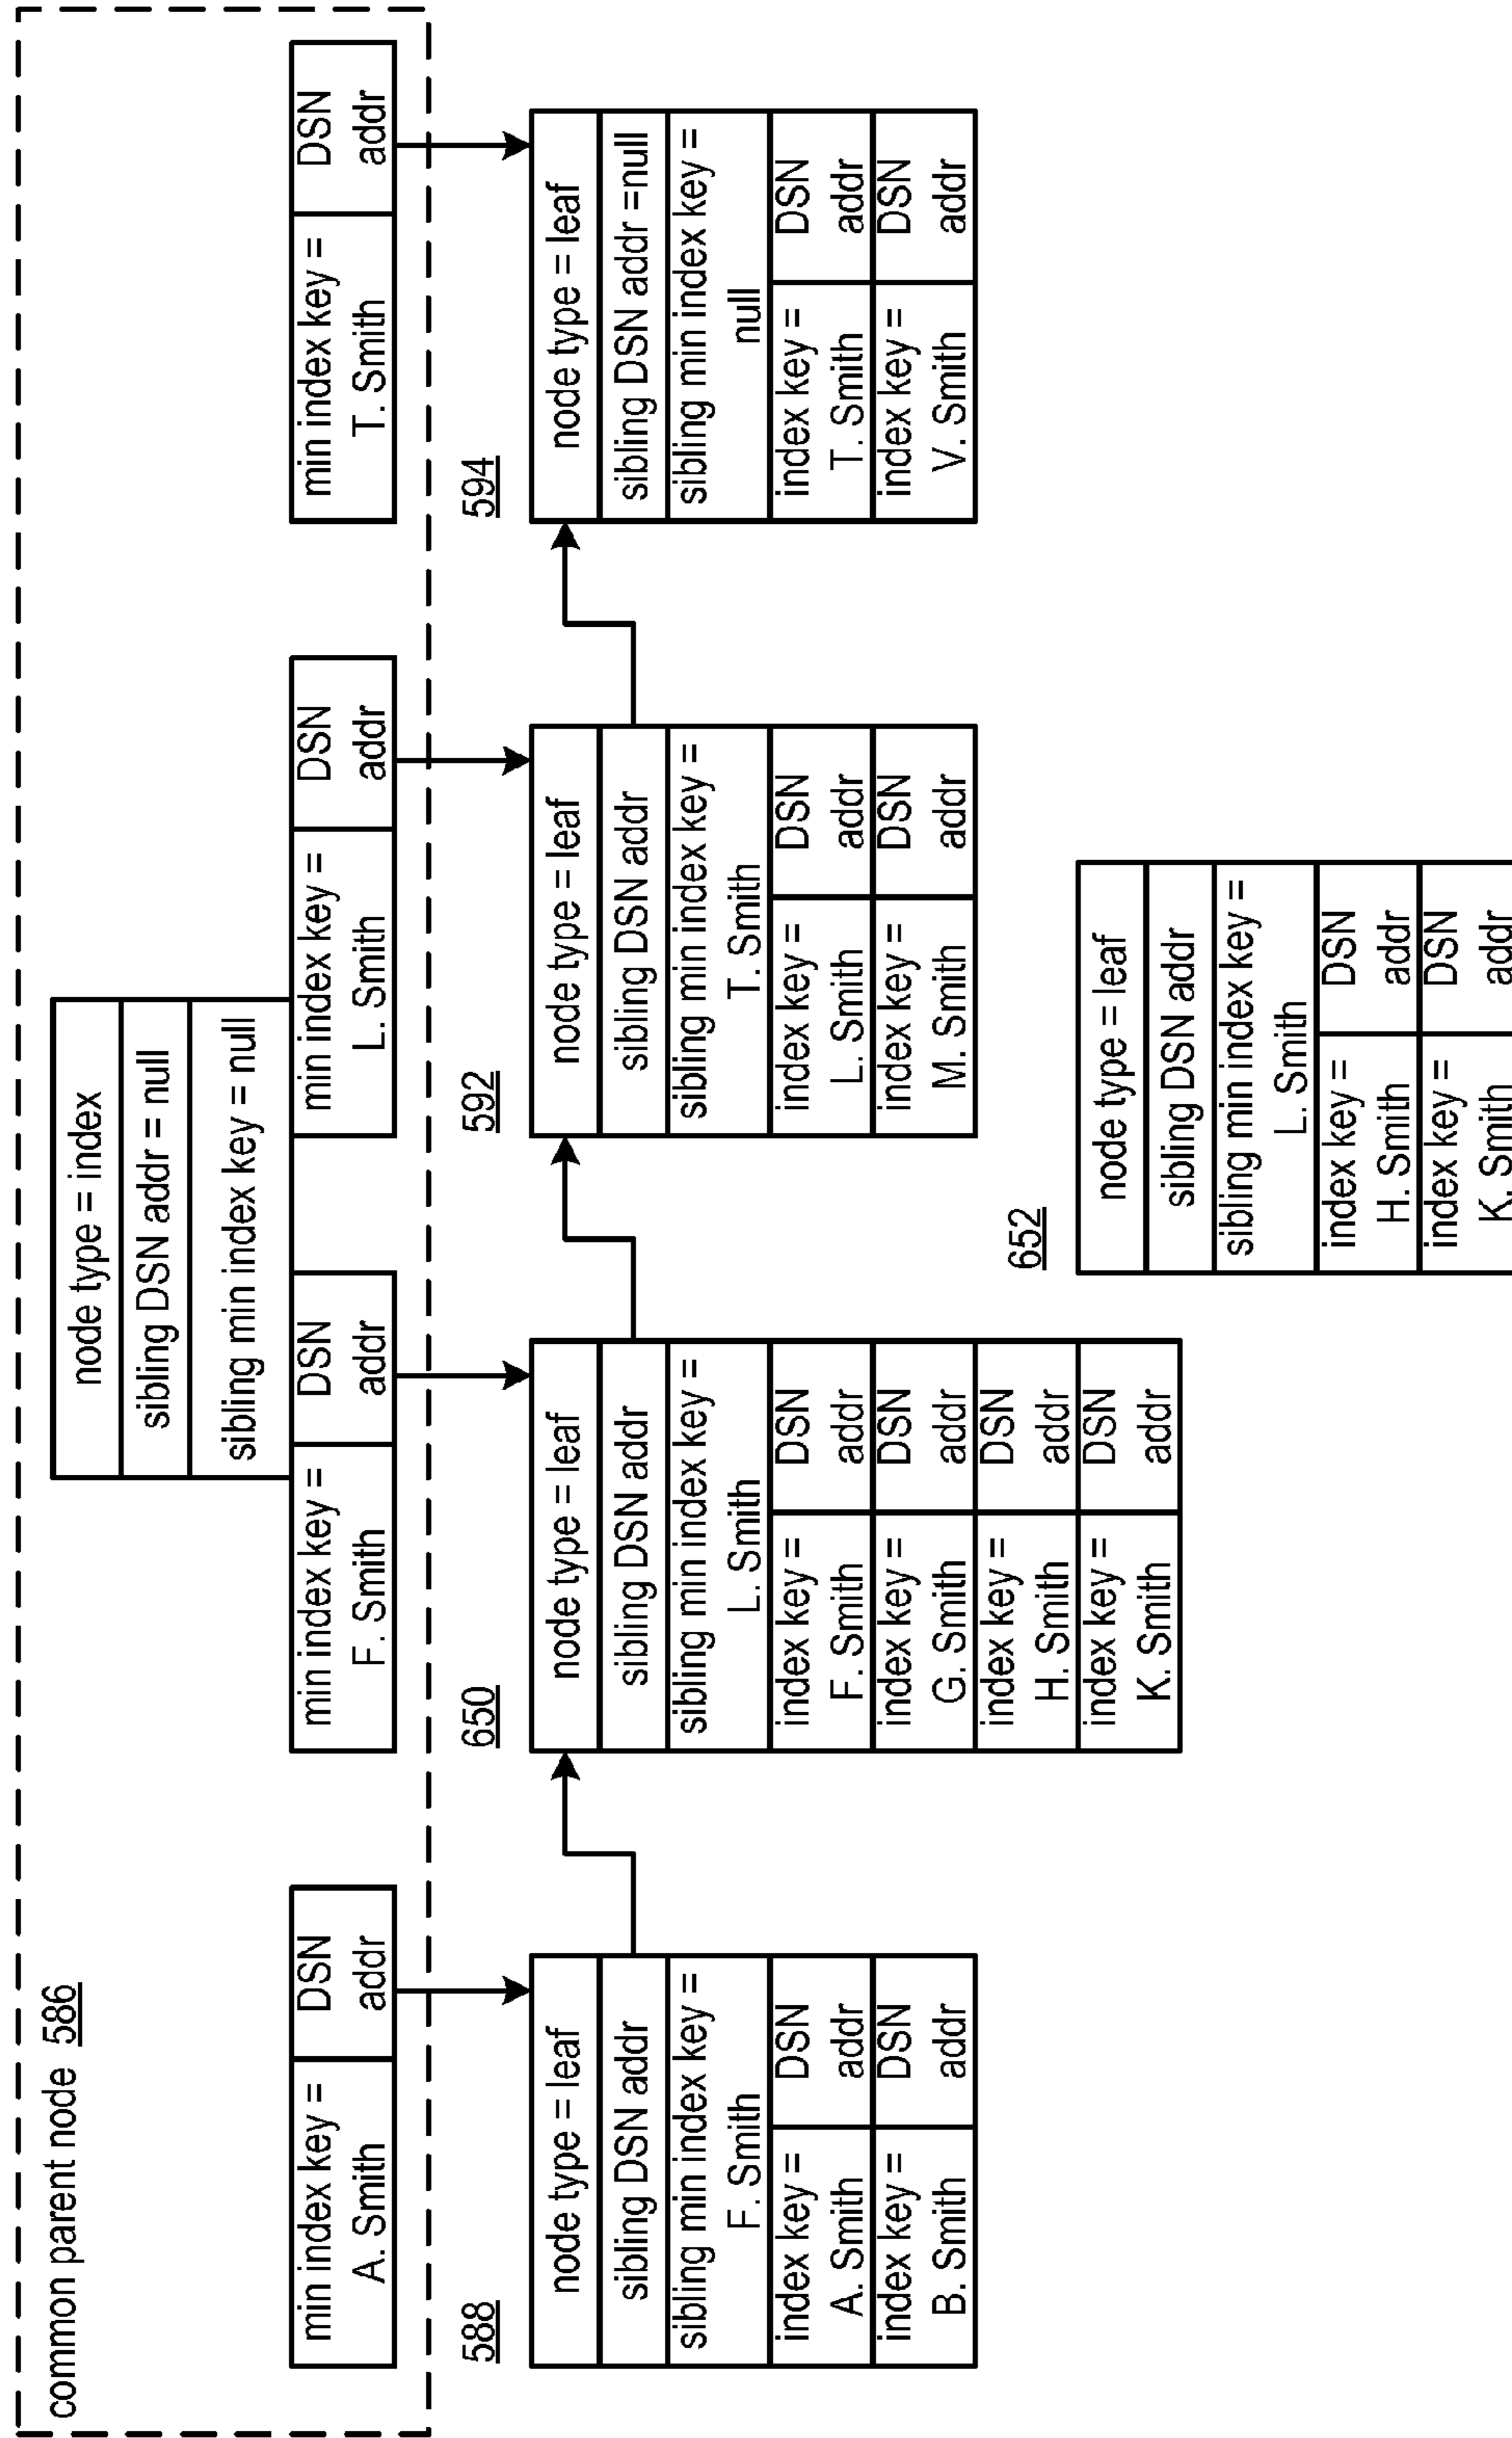 common parent node 586
node type = index
sibling DSN addr = null
sibling min index key = null
min index key =
A. Smith
DSN
addr
min index key =
F. Smith
DSN
addr
min index key =
L. Smith
DSN
addr
min index key =
T. Smith
DSN
addr
588
node type = leaf
sibling DSN addr
sibling min index key =
F. Smith
index key =
A. Smith
DSN
addr
index key =
B. Smith
DSN
addr
650
node type = leaf
sibling DSN addr
sibling min index key =
L. Smith
index key =
F. Smith
DSN
addr
index key =
G. Smith
DSN
addr
index key =
H. Smith
DSN
addr
index key =
K. Smith
DSN
addr
592
node type = leaf
sibling DSN addr
sibling min index key =
T. Smith
index key =
L. Smith
DSN
addr
index key =
M. Smith
DSN
addr
594
node type = leaf
sibling DSN addr =null
sibling min index key =
null
index key =
T. Smith
DSN
addr
index key =
V. Smith
DSN
addr
652
node type = leaf
sibling DSN addr
sibling min index key =
L. Smith
index key =
H. Smith
DSN
addr
index key =
K. Smith
DSN
addr